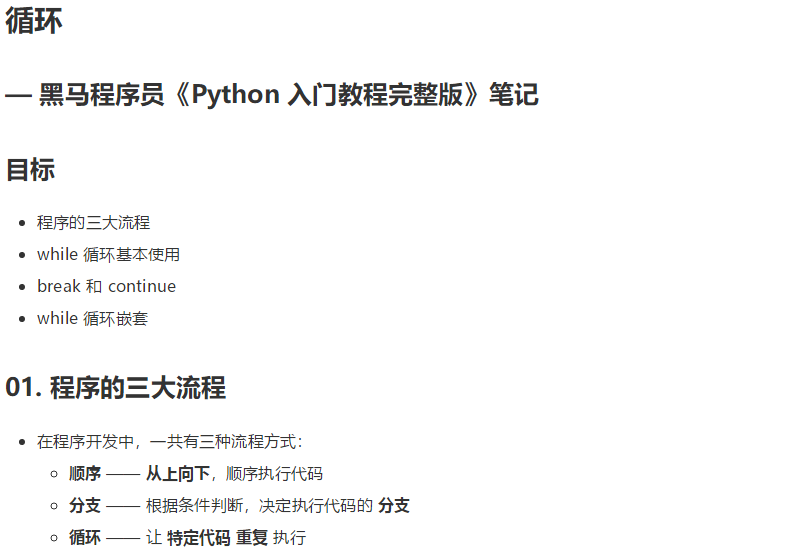 循环
— 黑马程序员《Python 入门教程完整版》笔记
目标
程序的三大流程
while 循环基本使用
break 和 continue
while 循环嵌套
01. 程序的三大流程
在程序开发中，一共有三种流程方式：
顺序 —— 从上向下，顺序执行代码
分支 —— 根据条件判断，决定执行代码的 分支
循环 —— 让 特定代码 重复 执行